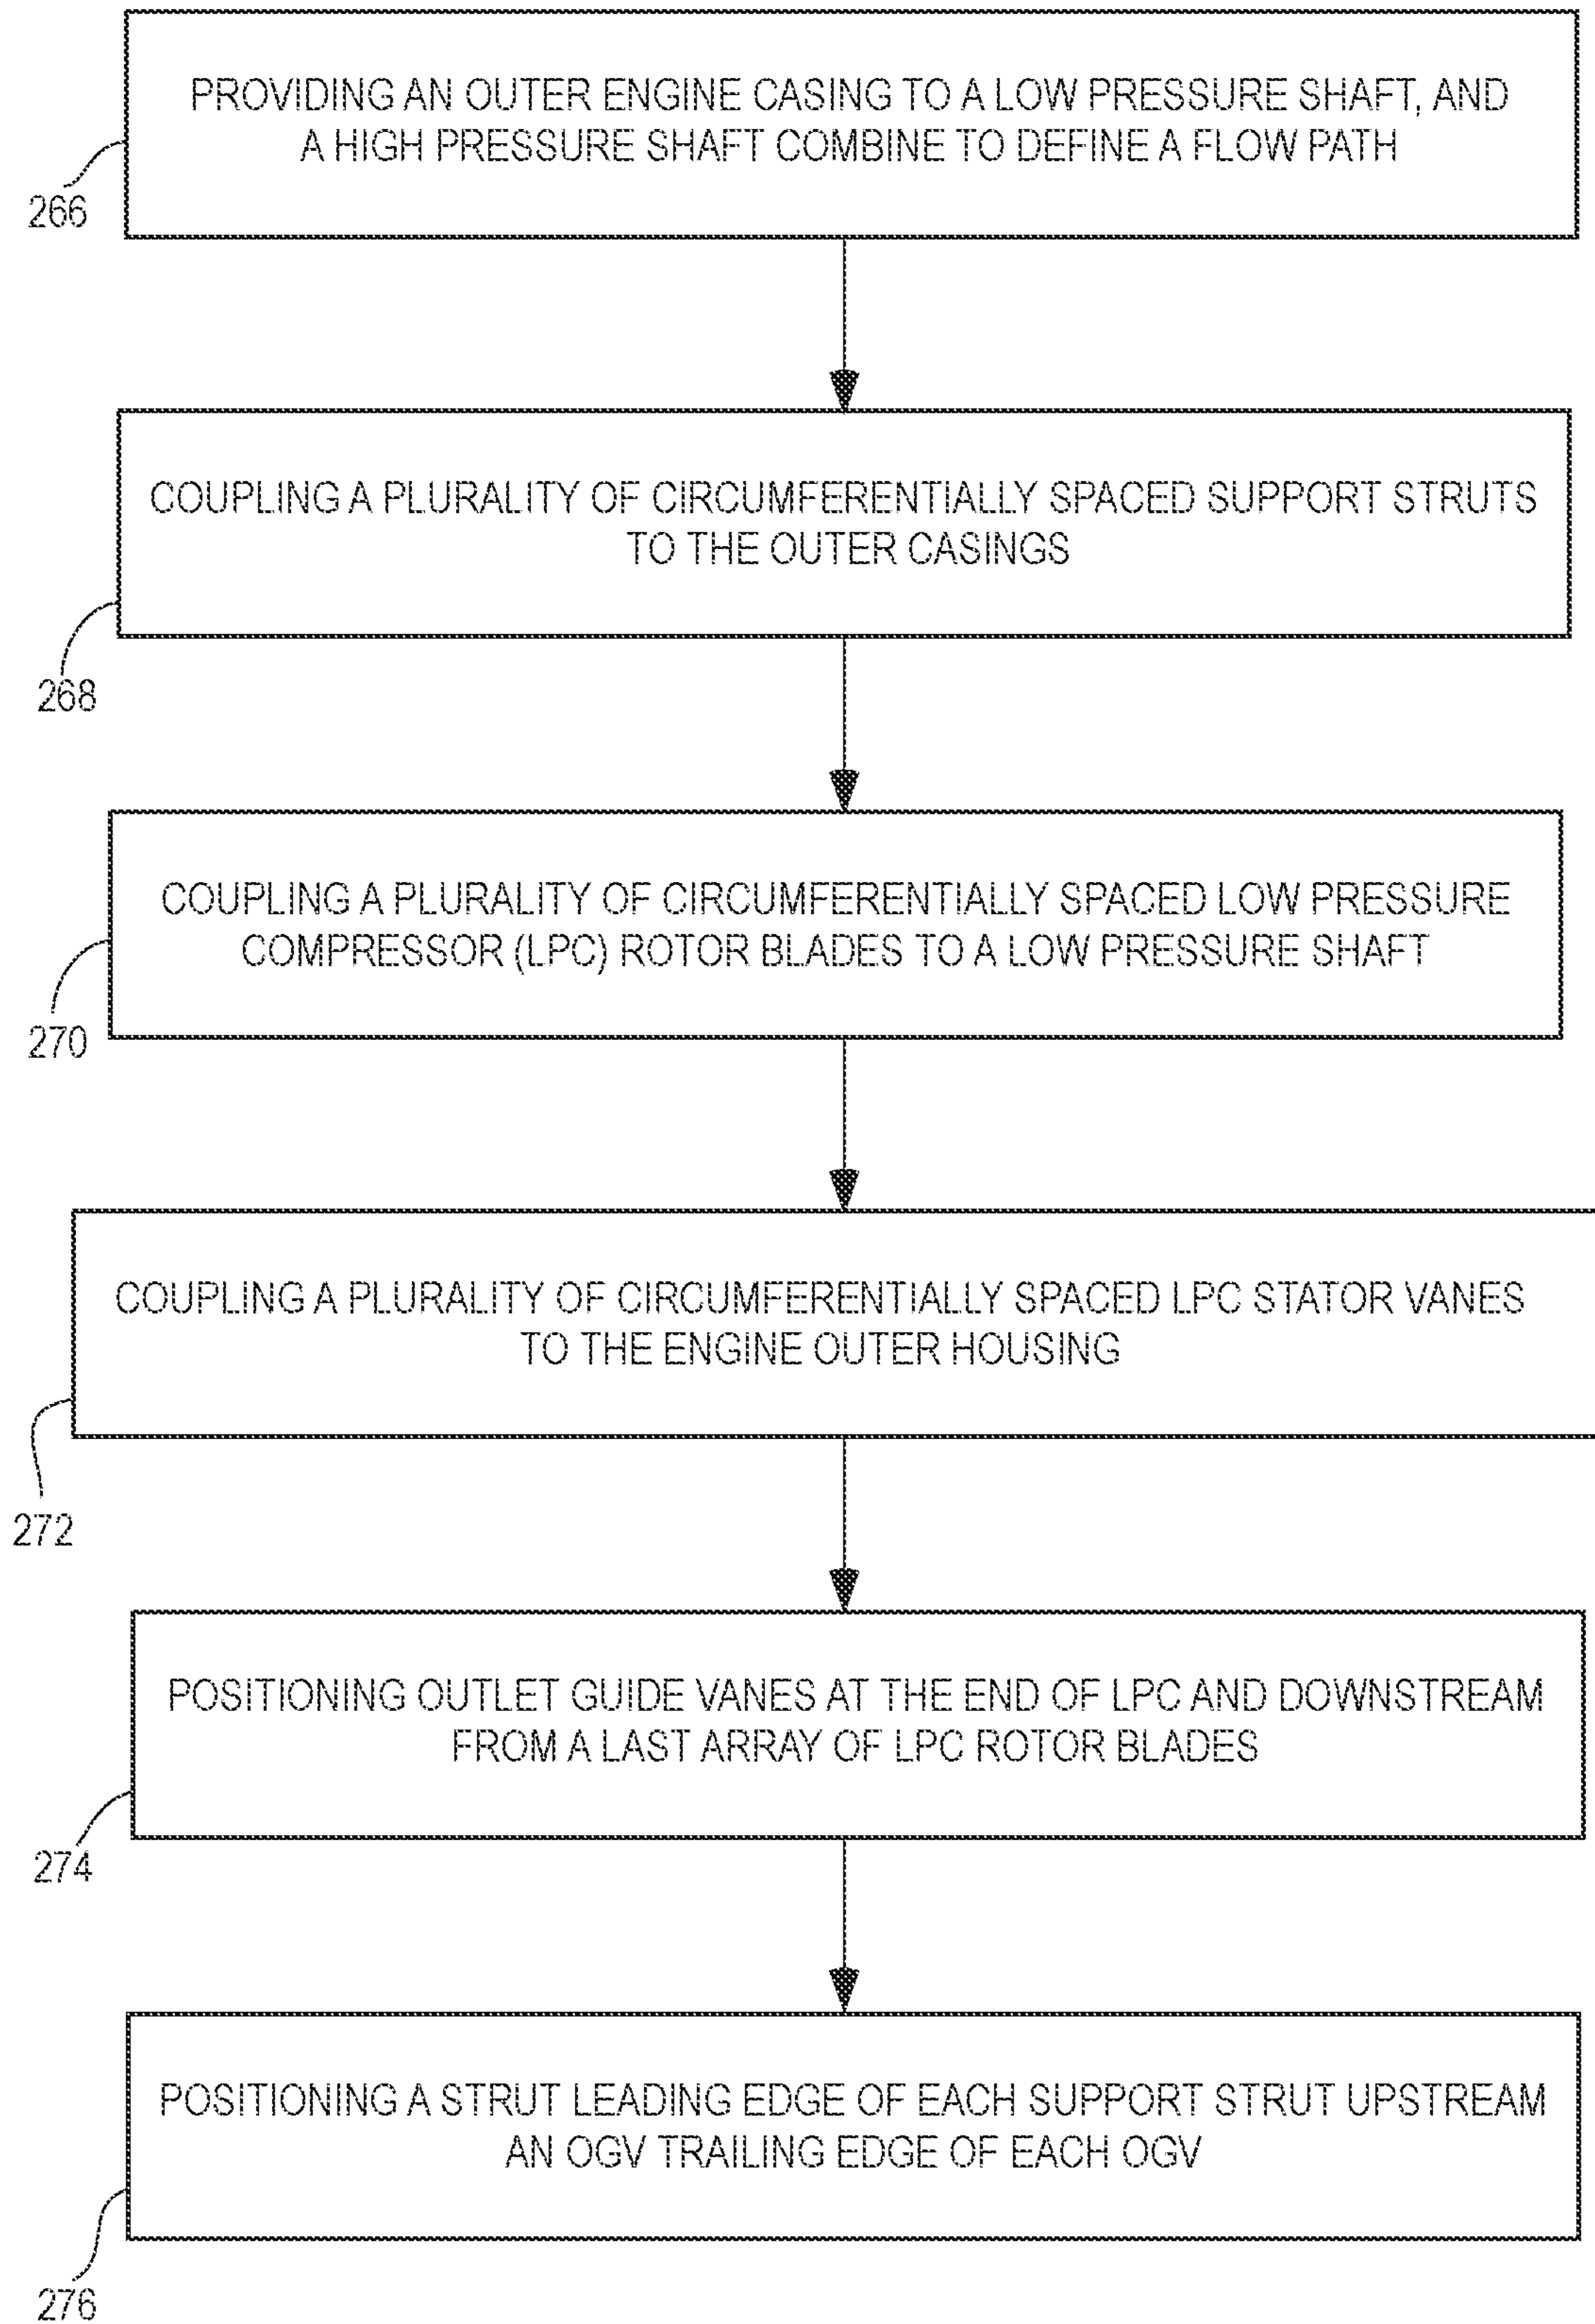 PROVIDING AN OUTER ENGINE CASING TO A LOW PRESSURE SHAFT, AND
A HIGH PRESSURE SHAFT COMBINE TO DEFINE A FLOW PATH
266
COUPLING A PLURALITY OF CIRCUMFERENTIALLY SPACED SUPPORT STRUTS
TO THE OUTER CASINGS
268
COUPLING A PLURALITY OF CIRCUMFERENTIALLY SPACED LOW PRESSURE
COMPRESSOR (LPC) ROTOR BLADES TO A LOW PRESSURE SHAFT
270
COUPLING A PLURALITY OF CIRCUMFERENTIALLY SPACED LPC STATOR VANES
TO THE ENGINE OUTER HOUSING
272
POSITIONING OUTLET GUIDE VANES AT THE END OF LPC AND DOWNSTREAM
FROM A LAST ARRAY OF LPC ROTOR BLADES
274
POSITIONING A STRUT LEADING EDGE OF EACH SUPPORT STRUT UPSTREAM
AN OGV TRAILING EDGE OF EACH OGV
276